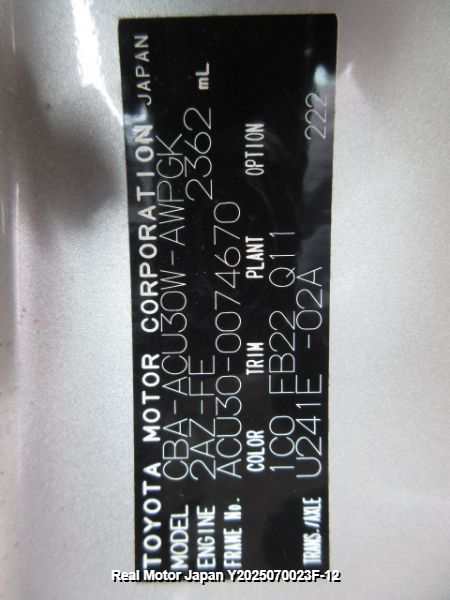 TOYOTA MOTOR CORPORATION JAPAN
MODEL CBA-ACU30W-AWPGK
ENGINE 2AZ-FE 2362 mL
FRAME No. ACU30-0074670
COLOR TRIM PLANT OPTION
1C0 FB22 Q11 222
TRANS./AXLE U241E -02A
Real Motor Japan Y2025070023F-12